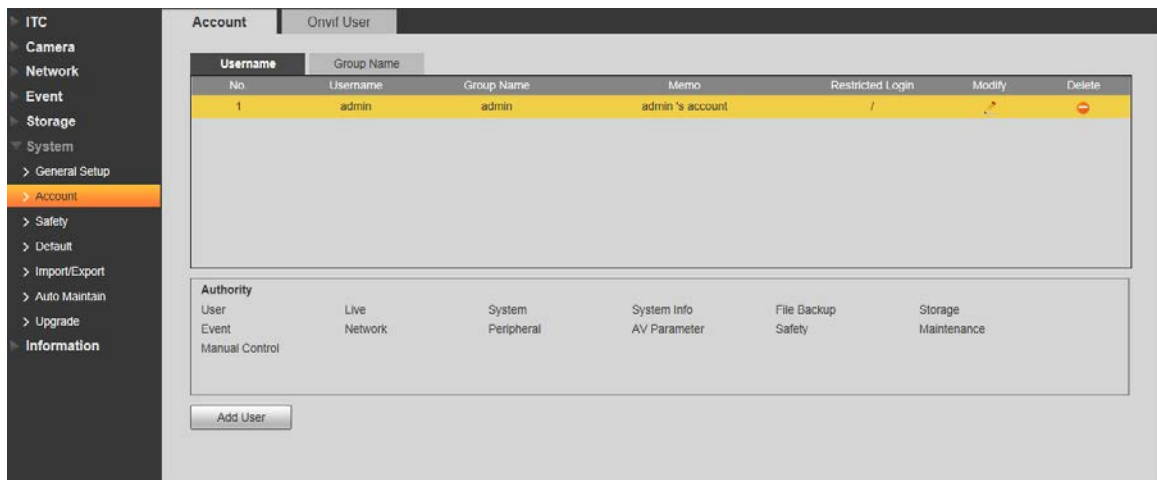 ITC
Camera
Network
Event
Storage
System
> General Setup
> Account
> Safety
> Default
> Import/Export
> Auto Maintain
> Upgrade
Information
Account Onvif User
Username Group Name
No. Username Group Name Memo Restricted Login Modify Delete
1 admin admin admin 's account /
Authority
User Live System System Info File Backup Storage
Event Network Peripheral AV Parameter Safety Maintenance
Manual Control
Add User